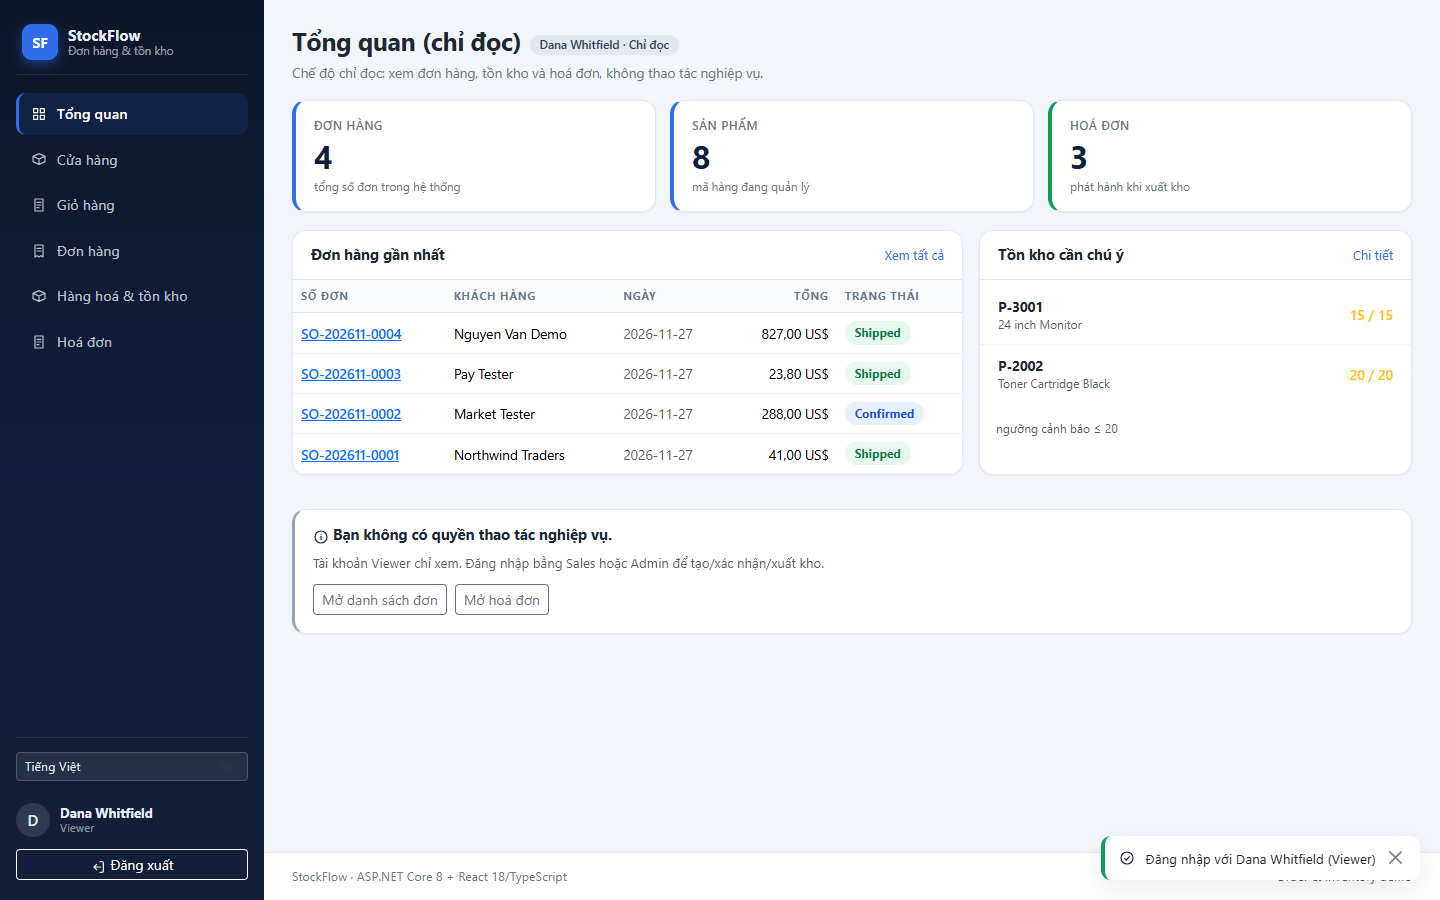 SF
StockFlow
Đơn hàng & tồn kho
Tổng quan
Cửa hàng
Giỏ hàng
Đơn hàng
Hàng hoá & tồn kho
Hoá đơn
Tiếng Việt
D
Dana Whitfield
Viewer
Đăng xuất
Tổng quan (chỉ đọc)
Dana Whitfield · Chỉ đọc
Chế độ chỉ đọc: xem đơn hàng, tồn kho và hoá đơn, không thao tác nghiệp vụ.
ĐƠN HÀNG
4
tổng số đơn trong hệ thống
SẢN PHẨM
8
mã hàng đang quản lý
HOÁ ĐƠN
3
phát hành khi xuất kho
Đơn hàng gần nhất
Xem tất cả
SỐ ĐƠN KHÁCH HÀNG NGÀY TỔNG TRẠNG THÁI
SO-202611-0004 Nguyen Van Demo 2026-11-27 827,00 US$ Shipped
SO-202611-0003 Pay Tester 2026-11-27 23,80 US$ Shipped
SO-202611-0002 Market Tester 2026-11-27 288,00 US$ Confirmed
SO-202611-0001 Northwind Traders 2026-11-27 41,00 US$ Shipped
Tồn kho cần chú ý
Chi tiết
P-3001
24 inch Monitor
15 / 15
P-2002
Toner Cartridge Black
20 / 20
ngưỡng cảnh báo ≤ 20
Bạn không có quyền thao tác nghiệp vụ.
Tài khoản Viewer chỉ xem. Đăng nhập bằng Sales hoặc Admin để tạo/xác nhận/xuất kho.
Mở danh sách đơn
Mở hoá đơn
Đăng nhập với Dana Whitfield (Viewer)
StockFlow · ASP.NET Core 8 + React 18/TypeScript